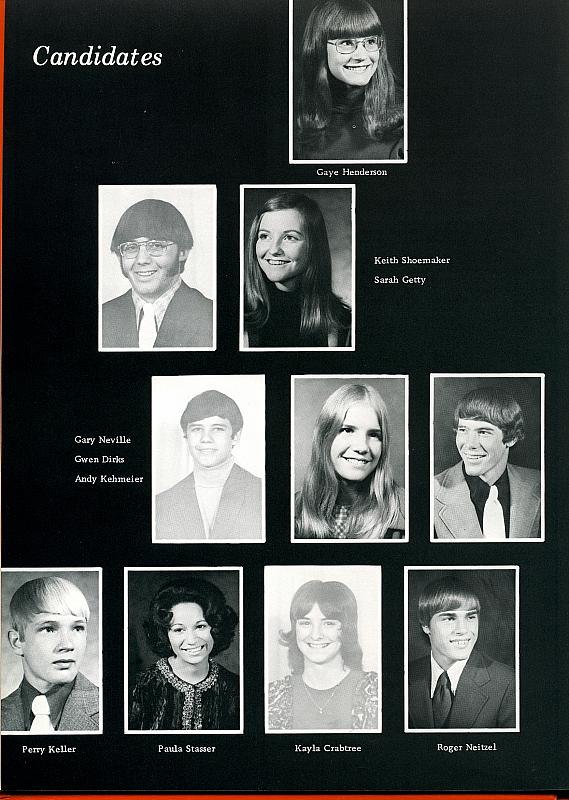 Candidates
Gaye Henderson
Keith Shoemaker
Sarah Getty
Gary Neville
Gwen Dirks
Andy Kehmeier
Perry Keller
Paula Stasser
Kayla Crabtree
Roger Neitzel